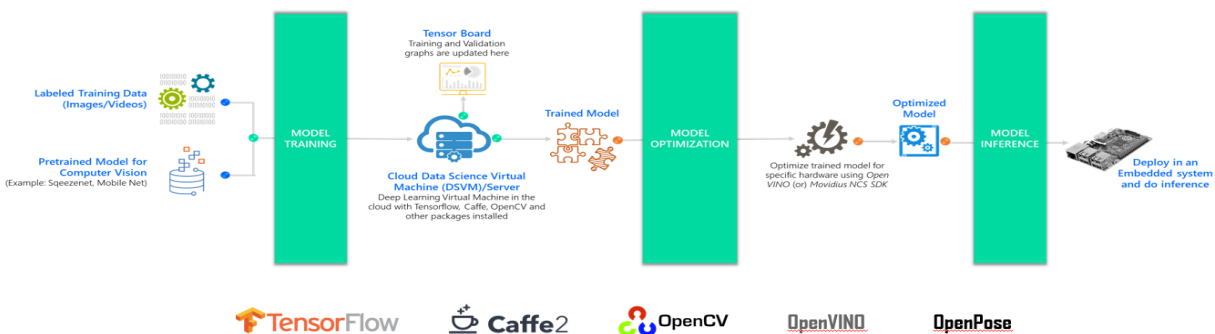 Tensor Board
Training and Validation
graphs are updated here
Labeled Training Data
(Images/Videos)
Pretrained Model for
Computer Vision
(Example: Sqeezenet, Mobile Net)
MODEL
TRAINING
Cloud Data Science Virtual
Machine (DSVM)/Server
Deep Learning Virtual Machine in the
cloud with Tensorflow, Caffe, OpenCV and
other packages installed
Trained Model
MODEL
OPTIMIZATION
Optimize trained model for
specific hardware using Open
VINO (or) Movidius NCS SDK
Optimized
Model
MODEL
INFERENCE
Deploy in an
Embedded system
and do inference
TensorFlow
Caffe2
OpenCV
OpenVINO
OpenPose